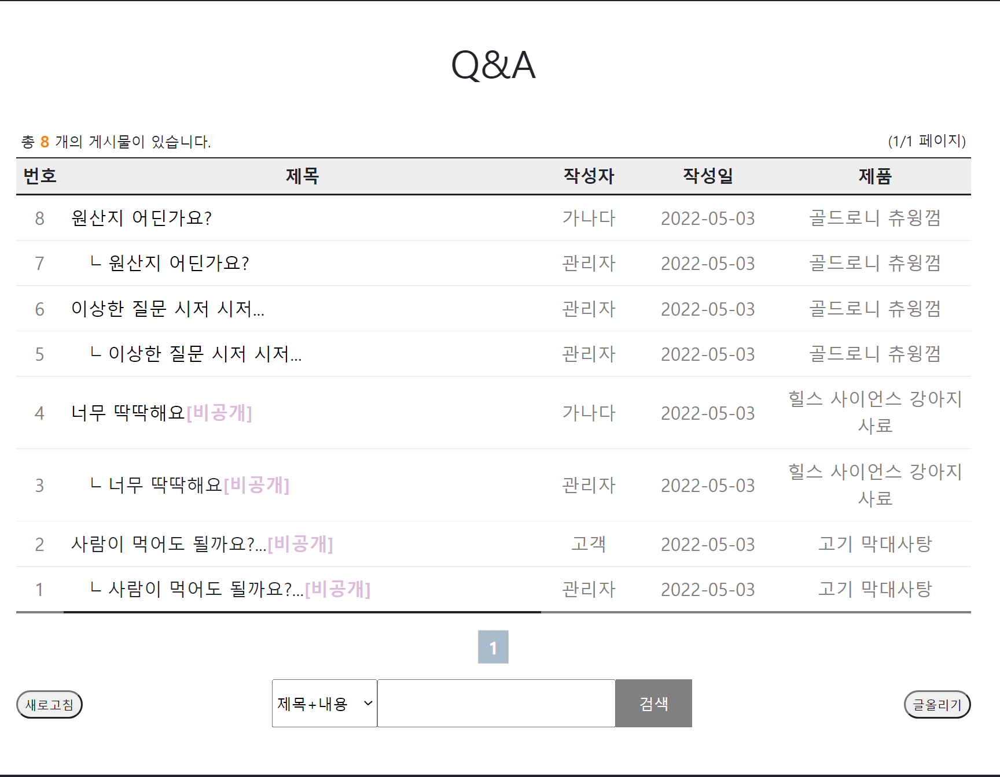 Q&A
총 8 개의 게시물이 있습니다.
(1/1 페이지)
번호 제목 작성자 작성일 제품
8 원산지 어딘가요? 가나다 2022-05-03 골드로니 츄윙껌
7 ㄴ 원산지 어딘가요? 관리자 2022-05-03 골드로니 츄윙껌
6 이상한 질문 시저 시저... 관리자 2022-05-03 골드로니 츄윙껌
5 ㄴ 이상한 질문 시저 시저... 관리자 2022-05-03 골드로니 츄윙껌
4 너무 딱딱해요[비공개] 가나다 2022-05-03 힐스 사이언스 강아지
사료
3 ㄴ 너무 딱딱해요[비공개] 관리자 2022-05-03 힐스 사이언스 강아지
사료
2 사람이 먹어도 될까요?...[비공개] 고객 2022-05-03 고기 막대사탕
1 ㄴ 사람이 먹어도 될까요?...[비공개] 관리자 2022-05-03 고기 막대사탕
1
새로고침 제목+내용 검색 글올리기